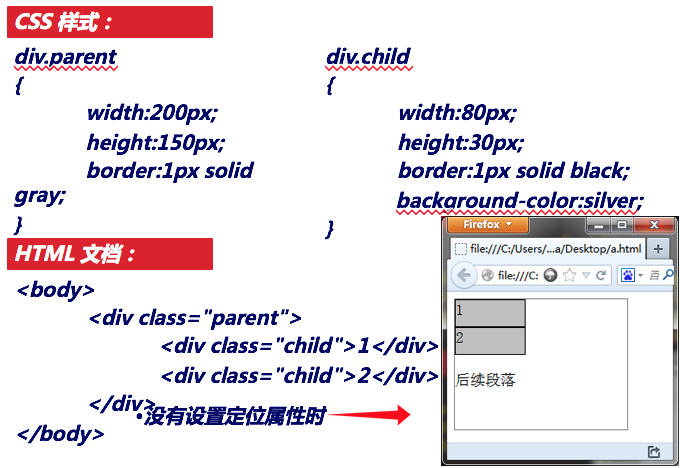 CSS 样式：
div.parent
{
width:200px;
height:150px;
border:1px solid
gray;
}
div.child
{
width:80px;
height:30px;
border:1px solid black;
background-color:silver;
}
HTML 文档：
<body>
<div class="parent">
<div class="child">1</div>
<div class="child">2</div>
</div>
</body>
•没有设置定位属性时
Firefox
file:///C:/Users/...a/Desktop/a.html
file:///C:
百
1
2
后续段落